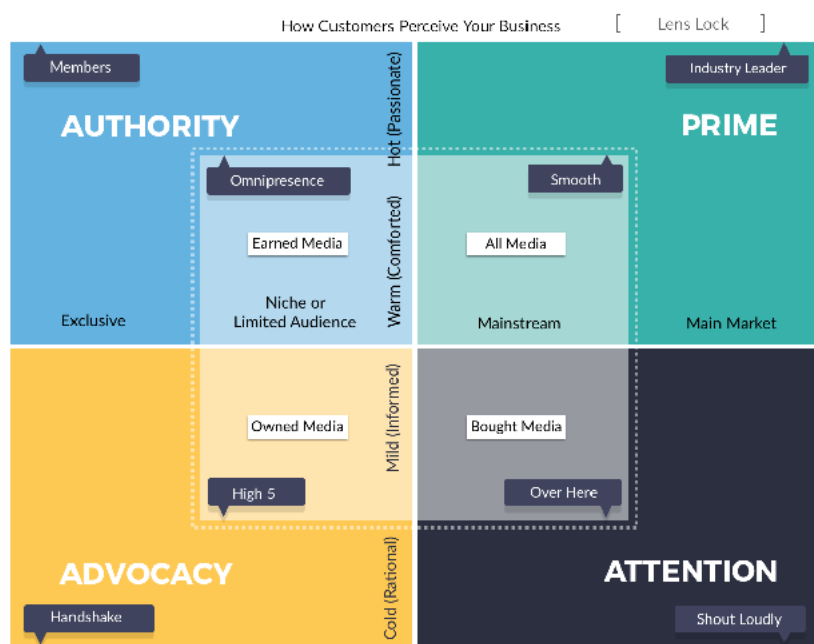 How Customers Perceive Your Business
[ Lens Lock ]
Members
Industry Leader
AUTHORITY
PRIME
Hot (Passionate)
Omnipresence
Smooth
Earned Media
All Media
Warm (Comforted)
Exclusive
Niche or
Limited Audience
Mainstream
Main Market
Owned Media
Bought Media
Mild (Informed)
High 5
Over Here
ADVOCACY
ATTENTION
Cold (Rational)
Handshake
Shout Loudly